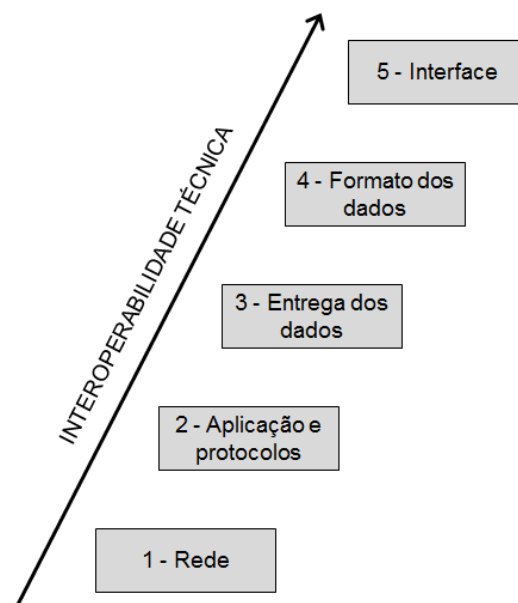 INTEROPERABILIDADE TÉCNICA
5 - Interface
4 - Formato dos
dados
3 - Entrega dos
dados
2 - Aplicação e
protocolos
1 - Rede